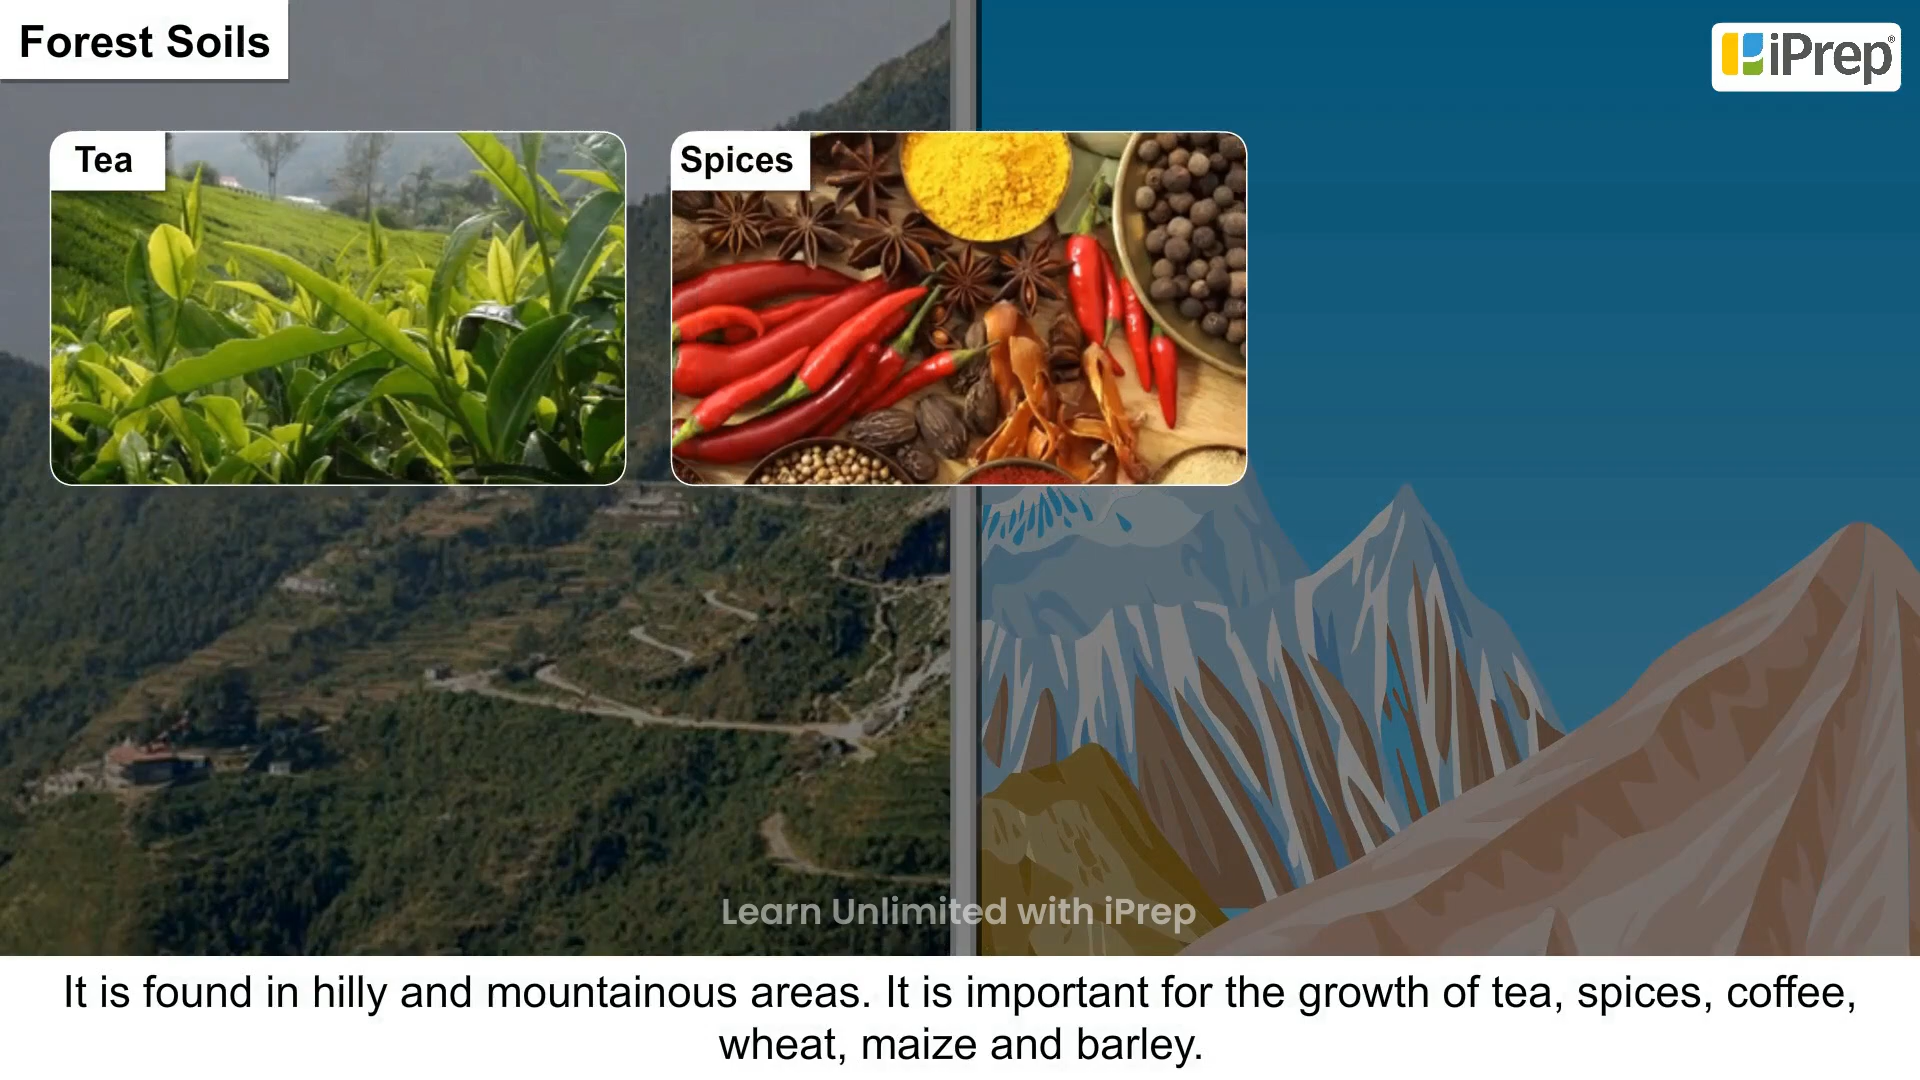 Forest Soils
iPrep®
Tea
Spices
Learn Unlimited with iPrep
It is found in hilly and mountainous areas. It is important for the growth of tea, spices, coffee,
wheat, maize and barley.